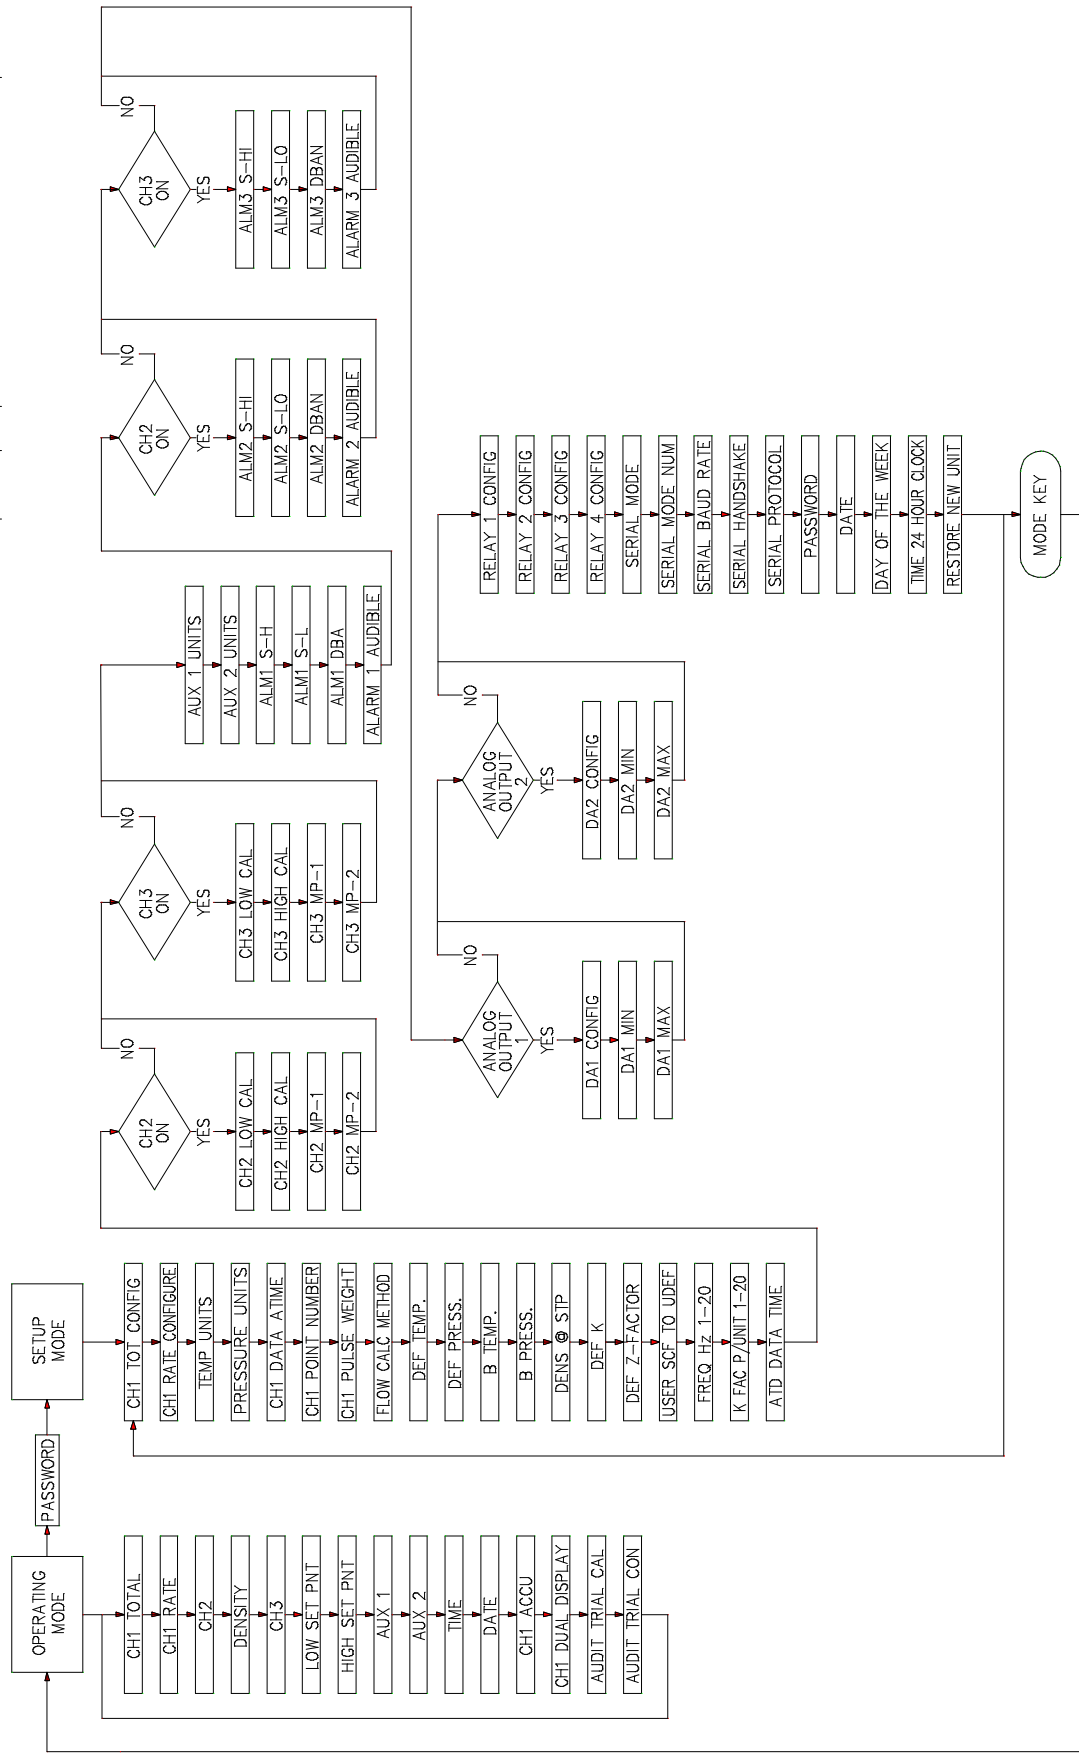 OPERATING
MODE
PASSWORD
SETUP
MODE
CH1 TOTAL
CH1 RATE
CH2
DENSITY
CH3
LOW SET PNT
HIGH SET PNT
AUX 1
AUX 2
TIME
DATE
CH1 ACCU
CH1 DUAL DISPLAY
AUDIT TRIAL CAL
AUDIT TRIAL CON
CH1 TOT CONFIG
CH1 RATE CONFIGURE
TEMP UNITS
PRESSURE UNITS
CH1 DATA ATIME
CH1 POINT NUMBER
CH1 PULSE WEIGHT
FLOW CALC METHOD
DEF TEMP.
DEF PRESS.
B TEMP.
B PRESS.
DENS @ STP
DEF K
DEF Z-FACTOR
USER SCF TO UDEF
FREQ Hz 1-20
K FAC P/UNIT 1-20
ATD DATA TIME
CH2
ON
NO
YES
CH2 LOW CAL
CH2 HIGH CAL
CH2 MP-1
CH2 MP-2
CH3
ON
NO
YES
CH3 LOW CAL
CH3 HIGH CAL
CH3 MP-1
CH3 MP-2
AUX 1 UNITS
AUX 2 UNITS
ALM1 S-H
ALM1 S-L
ALM1 DBA
ALARM 1 AUDIBLE
CH2
ON
NO
YES
ALM2 S-HI
ALM2 S-LO
ALM2 DBAN
ALARM 2 AUDIBLE
CH3
ON
NO
YES
ALM3 S-HI
ALM3 S-LO
ALM3 DBAN
ALARM 3 AUDIBLE
ANALOG
OUTPUT
1
NO
YES
DA1 CONFIG
DA1 MIN
DA1 MAX
ANALOG
OUTPUT
2
NO
YES
DA2 CONFIG
DA2 MIN
DA2 MAX
RELAY 1 CONFIG
RELAY 2 CONFIG
RELAY 3 CONFIG
RELAY 4 CONFIG
SERIAL MODE
SERIAL MODE NUM
SERIAL BAUD RATE
SERIAL HANDSHAKE
SERIAL PROTOCOL
PASSWORD
DATE
DAY OF THE WEEK
TIME 24 HOUR CLOCK
RESTORE NEW UNIT
MODE KEY